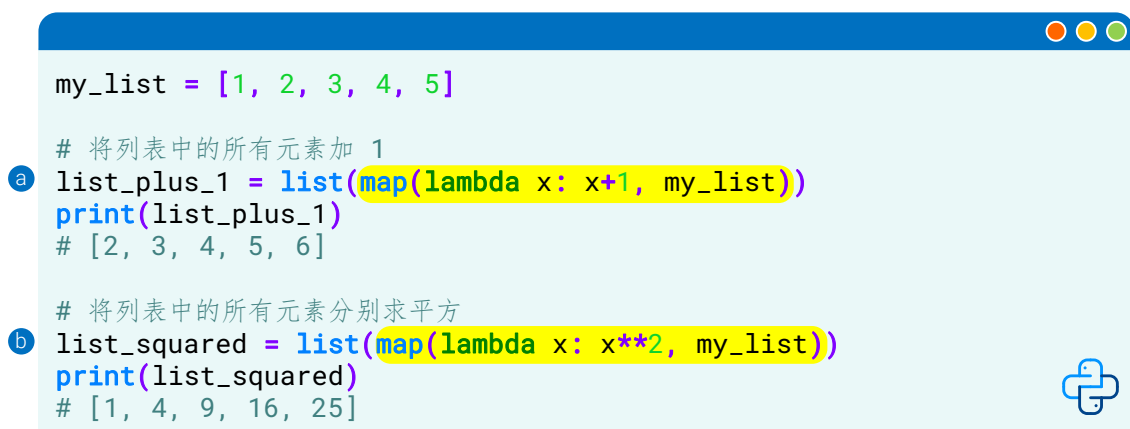 my_list = [1, 2, 3, 4, 5]
# 将列表中的所有元素加 1
a list_plus_1 = list(map(lambda x: x+1, my_list))
print(list_plus_1)
# [2, 3, 4, 5, 6]
# 将列表中的所有元素分别求平方
b list_squared = list(map(lambda x: x**2, my_list))
print(list_squared)
# [1, 4, 9, 16, 25]